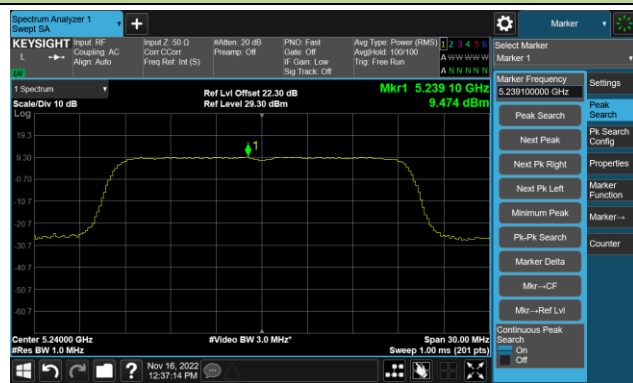 Spectrum Analyzer 1
Swept SA
+
Marker
KEYSIGHT Input: RF Input Z: 50 Ω #Atten: 20 dB PNO: Fast Avg Type: Power (RMS) 1 2 3 4 5 6
L Coupling: AC Corr CCorr Preamp: Off Gate: Off Avg|Hold: 100/100 A W W W W W
Align: Auto Freq Ref: Int (S) IF Gain: Low Trig: Free Run
Sig Track: Off A N N N N N
Select Marker
Marker 1
1 Spectrum
Scale/Div 10 dB
Log
Ref Lvl Offset 22.30 dB
Ref Level 29.30 dBm
Mkr1 5.239 10 GHz
9.474 dBm
1
19.3
9.30
-0.700
-10.7
-20.7
-30.7
-40.7
-50.7
-60.7
Center 5.24000 GHz #Video BW 3.0 MHz* Span 30.00 MHz
#Res BW 1.0 MHz Sweep 1.00 ms (201 pts)
Marker Frequency
5.239100000 GHz
Peak Search
Next Peak
Next Pk Right
Next Pk Left
Minimum Peak
Pk-Pk Search
Marker Delta
Mkr→CF
Mkr→Ref Lvl
Continuous Peak
Search
On
Off
Settings
Peak
Search
Pk Search
Config
Properties
Marker
Function
Marker→
Counter
?
Nov 16, 2022
12:37:14 PM